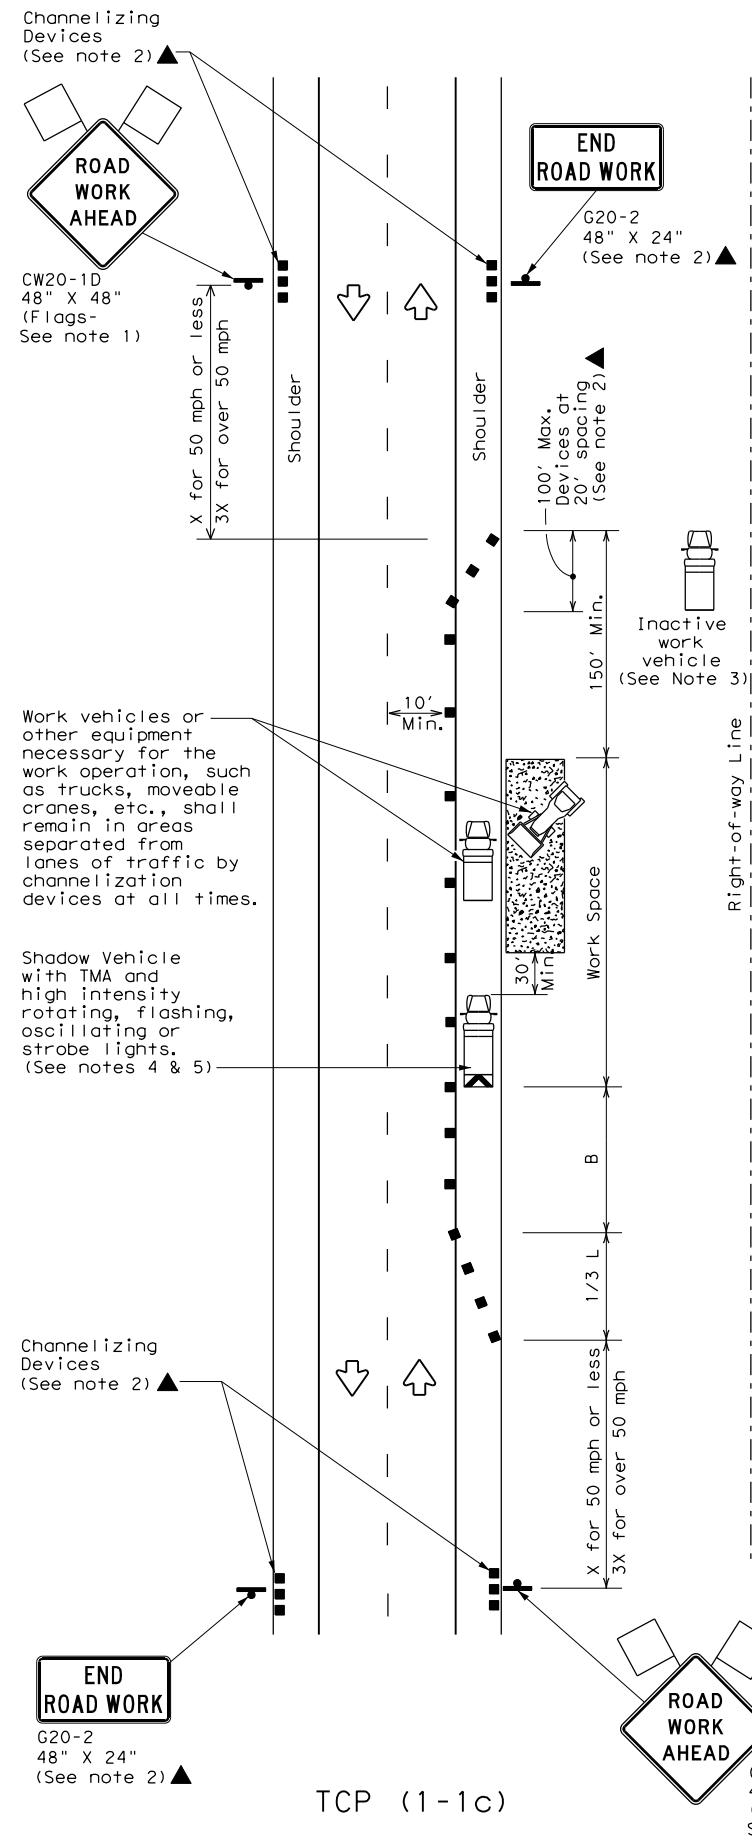 Channelizing
Devices
(See note 2)
ROAD
WORK
AHEAD
CW20-1D
48" X 48"
(Flags-
See note 1)
END
ROAD WORK
G20-2
48" X 24"
(See note 2)
X for 50 mph or less
3X for over 50 mph
Shoulder
Shoulder
100' Max.
Devices at
20' spacing
(See note 2)
150' Min.
Inactive
work
vehicle
(See Note 3)
10'
Min.
Work vehicles or
other equipment
necessary for the
work operation, such
as trucks, moveable
cranes, etc., shall
remain in areas
separated from
lanes of traffic by
channelization
devices at all times.
Right-of-way Line
Work Space
30'
Min.
Shadow Vehicle
with TMA and
high intensity
rotating, flashing,
oscillating or
strobe lights.
(See notes 4 & 5)
B
1/3 L
Channelizing
Devices
(See note 2)
X for 50 mph or less
3X for over 50 mph
END
ROAD WORK
G20-2
48" X 24"
(See note 2)
ROAD
WORK
AHEAD
TCP (1-1c)